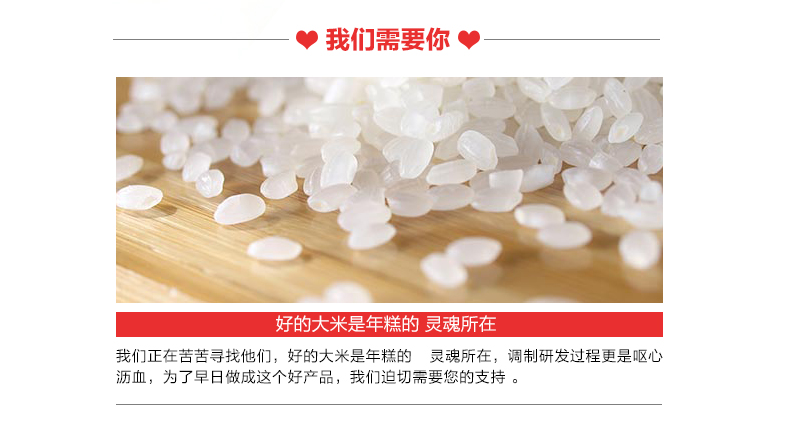 我们需要你
好的大米是年糕的 灵魂所在
我们正在苦苦寻找他们，好的大米是年糕的 灵魂所在，调制研发过程更是呕心
沥血，为了早日做成这个好产品，我们迫切需要您的支持 。